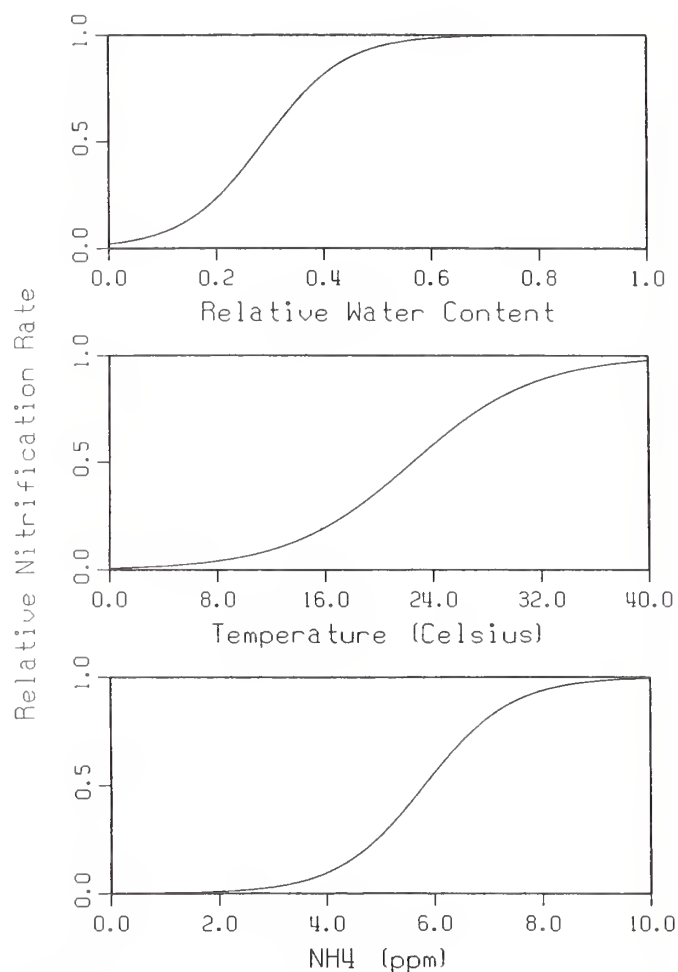 Relative Nitrification Rate
1.0
0.5
0.0
0.0 0.2 0.4 0.6 0.8 1.0
Relative Water Content
1.0
0.5
0.0
0.0 8.0 16.0 24.0 32.0 40.0
Temperature (Celsius)
1.0
0.5
0.0
0.0 2.0 4.0 6.0 8.0 10.0
NH4 (ppm)